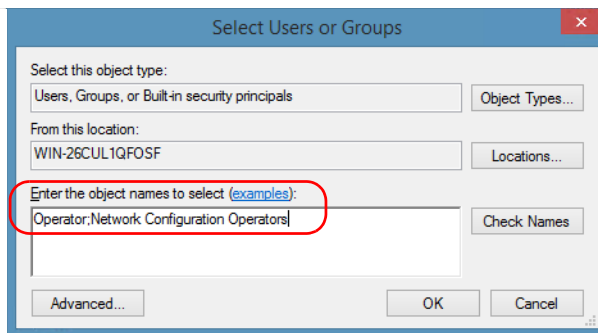 Select Users or Groups
Select this object type:
Users, Groups, or Built-in security principals
Object Types...
From this location:
WIN-26CUL1QFOSF
Locations...
Enter the object names to select (examples):
Operator;Network Configuration Operators
Check Names
Advanced...
OK
Cancel